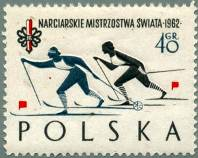 NARCIARSKIE MISTRZOSTWA ŚWIATA·1962·
40 GR.
POLSKA